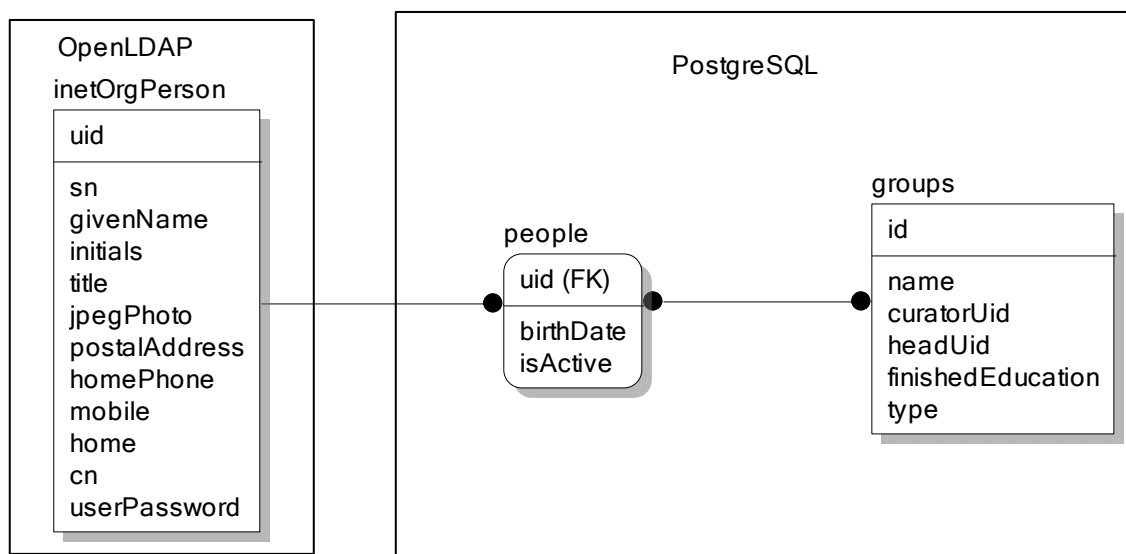 OpenLDAP
inetOrgPerson
uid
sn
givenName
initials
title
jpegPhoto
postalAddress
homePhone
mobile
home
cn
userPassword
PostgreSQL
people
uid (FK)
birthDate
isActive
groups
id
name
curatorUid
headUid
finishedEducation
type